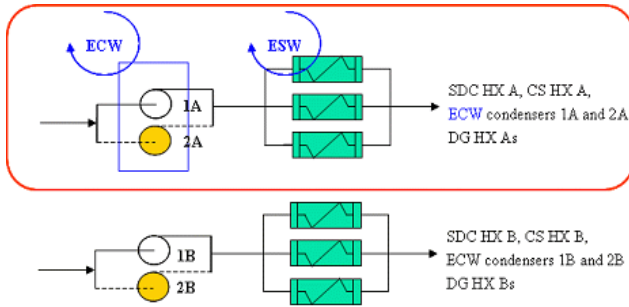 ECW
ESW
1A
2A
SDC HX A, CS HX A,
ECW condensers 1A and 2A
DG HX As
1B
2B
SDC HX B, CS HX B,
ECW condensers 1B and 2B
DG HX Bs